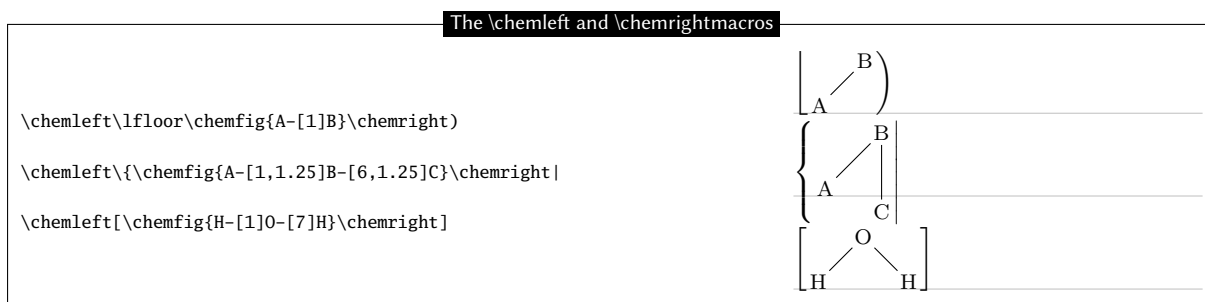 The \chemleft and \chemrightmacros
\chemleft\lfloor\chemfig{A-[1]B}\chemright)
\chemleft\{\chemfig{A-[1,1.25]B-[6,1.25]C}\chemright|
\chemleft[\chemfig{H-[1]O-[7]H}\chemright]
B
A
B
A
C
O
H H